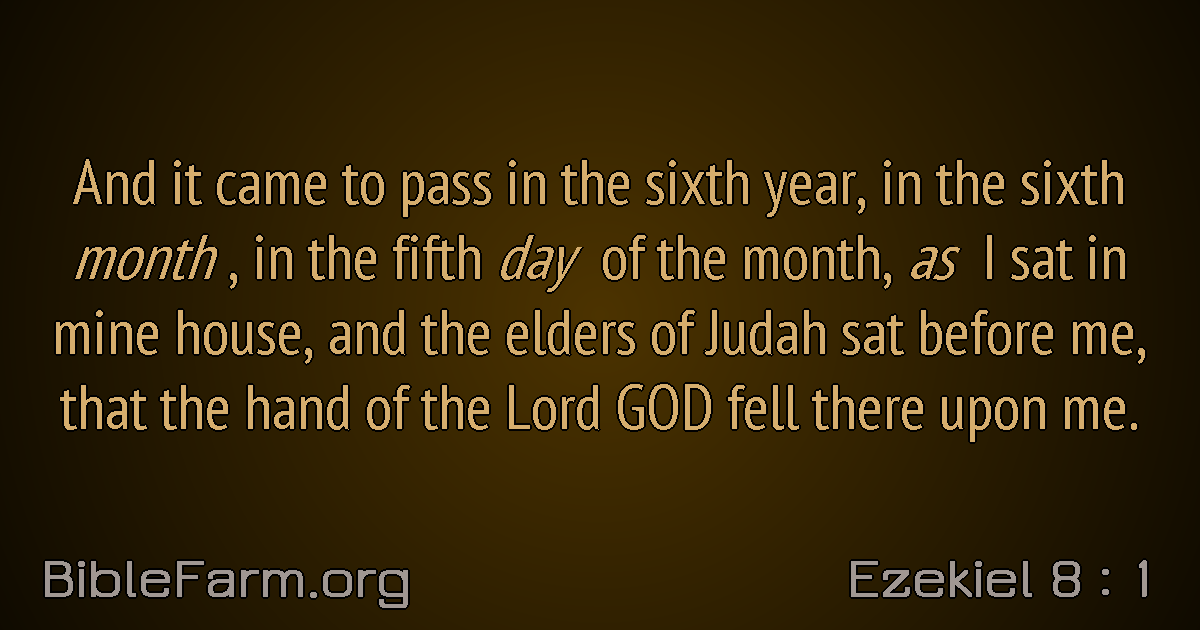 And it came to pass in the sixth year, in the sixth
month , in the fifth day of the month, as I sat in
mine house, and the elders of Judah sat before me,
that the hand of the Lord GOD fell there upon me.
BibleFarm.org
Ezekiel 8 : 1